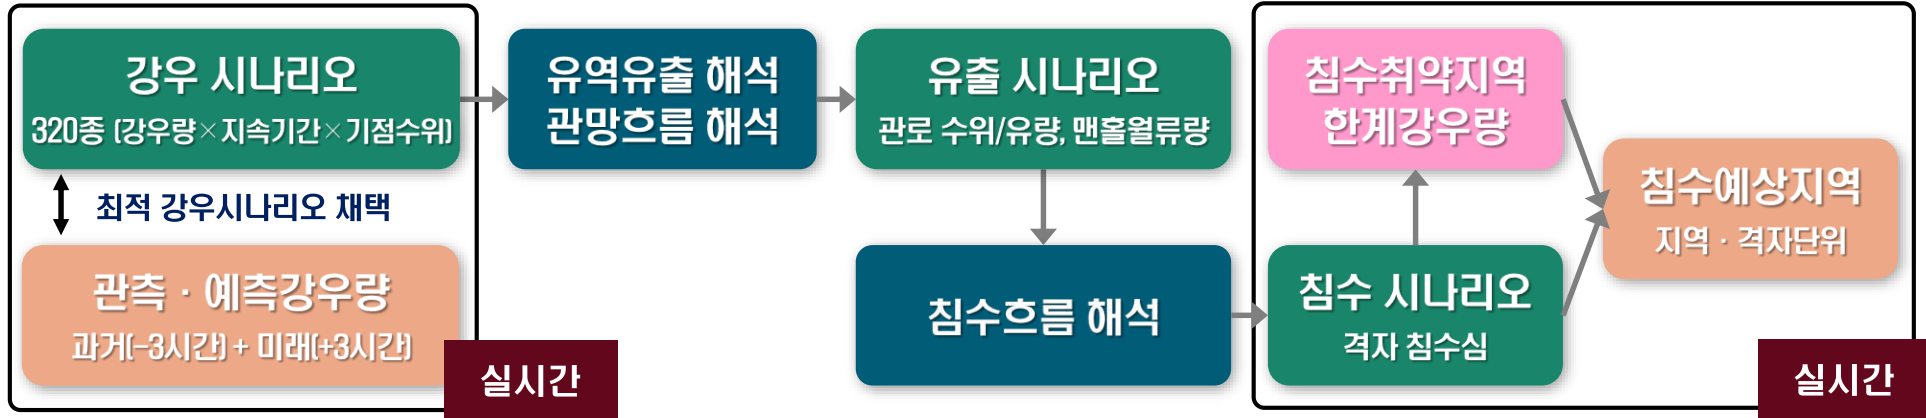 강우 시나리오
320종 (강우량×지속기간×기점수위)
최적 강우시나리오 채택
관측 · 예측강우량
과거(-3시간) + 미래(+3시간)
실시간
유역유출 해석
관망흐름 해석
유출 시나리오
관로 수위/유량, 맨홀월류량
침수흐름 해석
침수취약지역
한계강우량
침수 시나리오
격자 침수심
침수예상지역
지역 · 격자단위
실시간